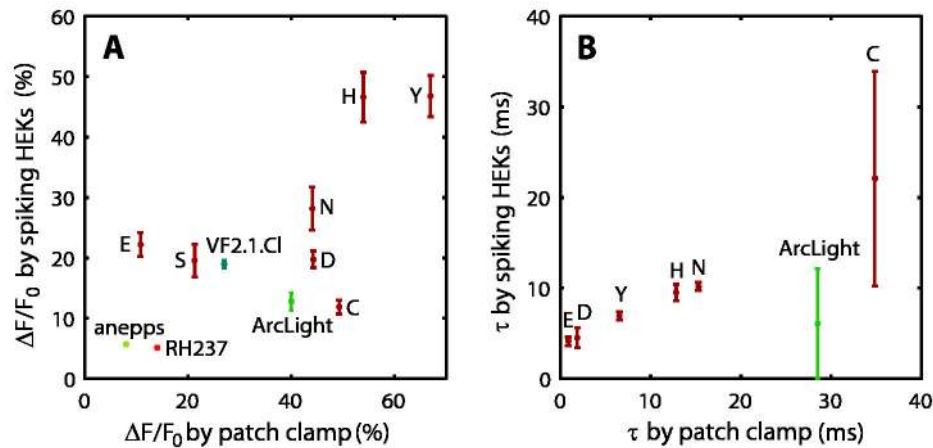 A
ΔF/F0 by spiking HEKs (%)
60
50
40
30
20
10
0
H
Y
N
E
S
VF2.1.Cl
D
ArcLight
C
anepps
RH237
0 20 40 60
ΔF/F0 by patch clamp (%)
B
τ by spiking HEKs (ms)
40
30
20
10
0
C
ArcLight
H N
Y
E D
0 10 20 30 40
τ by patch clamp (ms)